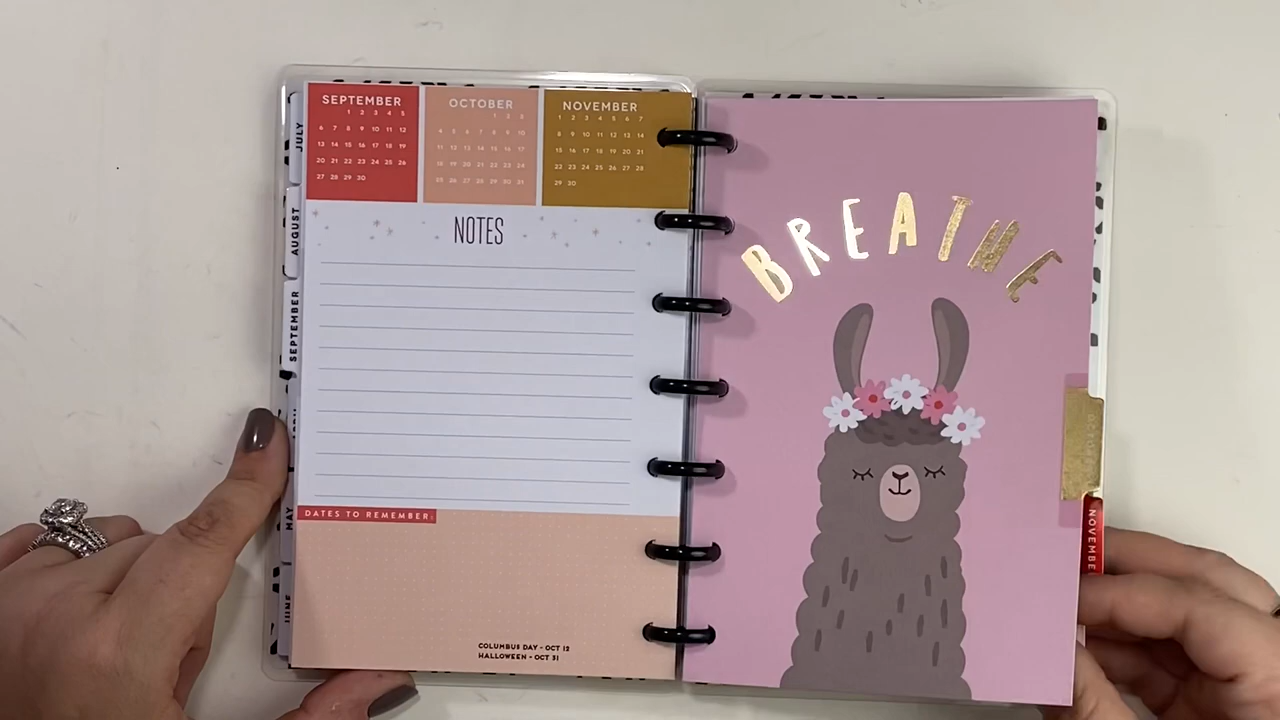 SEPTEMBER
1 2 3 4 5
6 7 8 9 10 11 12
13 14 15 16 17 18 19
20 21 22 23 24 25 26
27 28 29 30
OCTOBER
1 2 3
4 5 6 7 8 9 10
11 12 13 14 15 16 17
18 19 20 21 22 23 24
25 26 27 28 29 30 31
NOVEMBER
1 2 3 4 5 6 7
8 9 10 11 12 13 14
15 16 17 18 19 20 21
22 23 24 25 26 27 28
29 30
JULY
AUGUST
SEPTEMBER
MAY
JUNE
NOTES
DATES TO REMEMBER:
COLUMBUS DAY - OCT 12
HALLOWEEN - OCT 31
BREATHE
OCTOBER
NOVEMBE